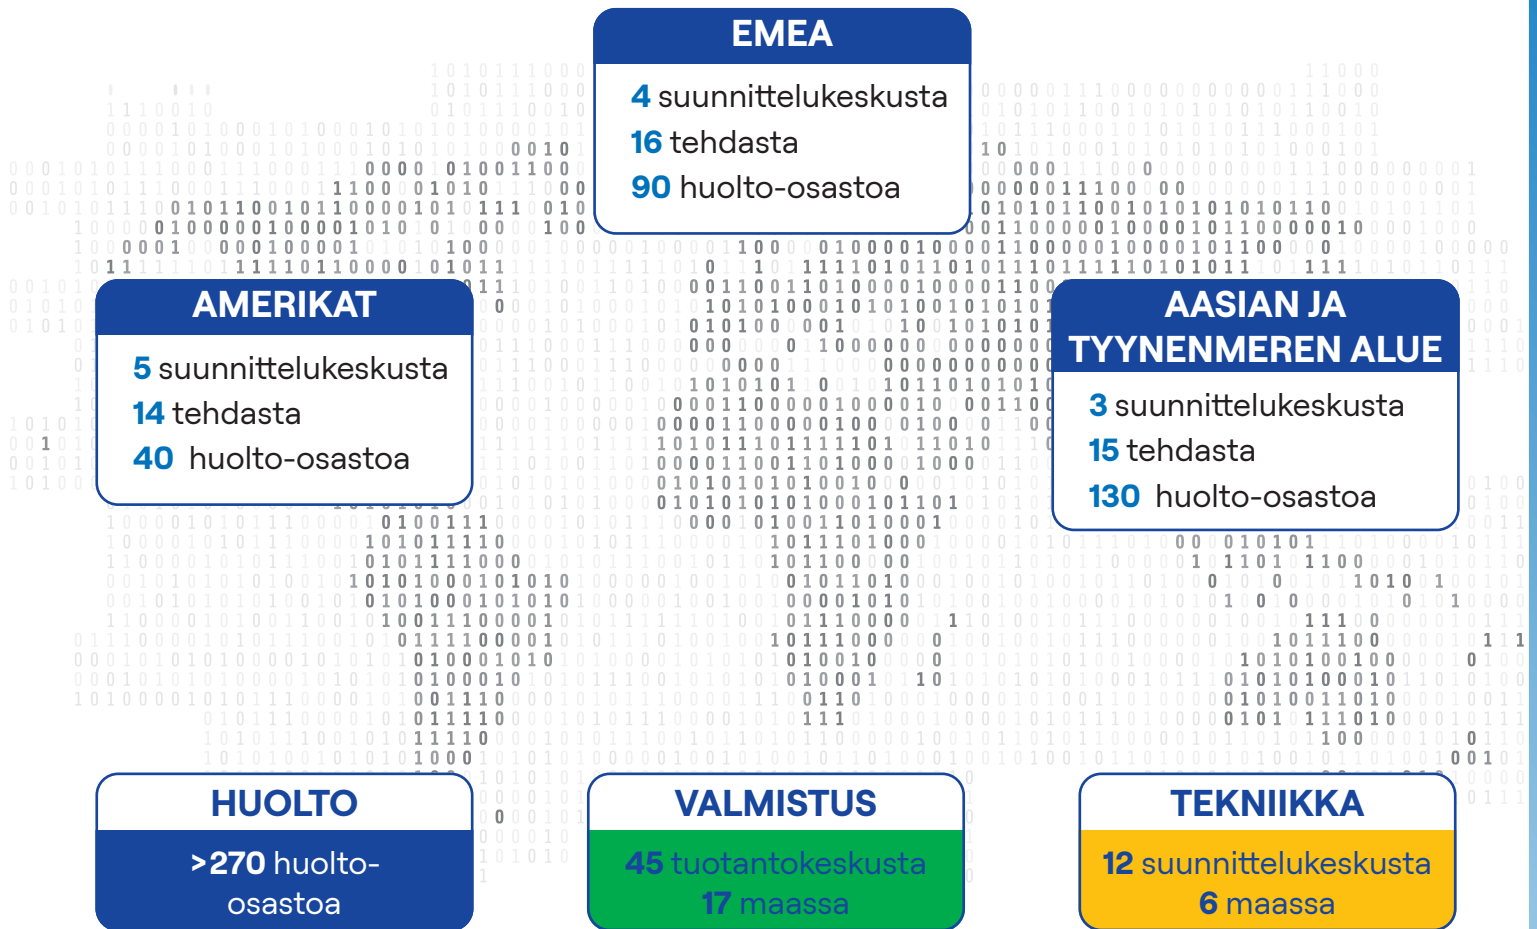 EMEA
4 suunnittelukeskusta
16 tehdasta
90 huolto-osastoa
AMERIKAT
5 suunnittelukeskusta
14 tehdasta
40 huolto-osastoa
AASIAN JA
TYYNENMEREN ALUE
3 suunnittelukeskusta
15 tehdasta
130 huolto-osastoa
HUOLTO
>270 huolto-
osastoa
VALMISTUS
45 tuotantokeskusta
17 maassa
TEKNIIKKA
12 suunnittelukeskusta
6 maassa